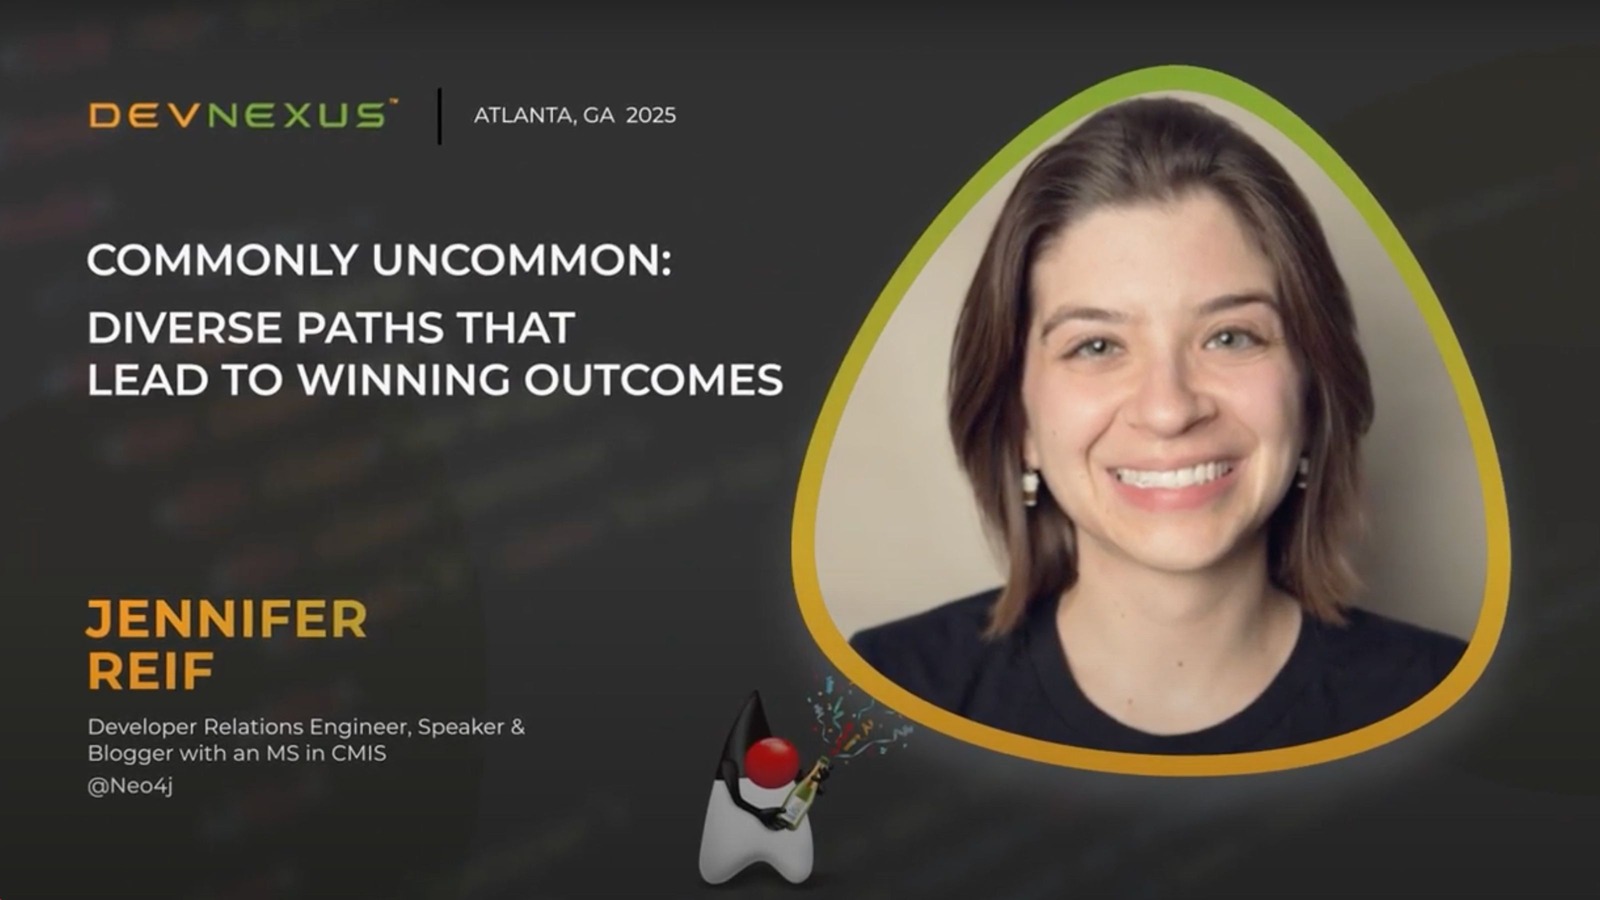 DEVNEXUS™
ATLANTA, GA 2025
COMMONLY UNCOMMON:
DIVERSE PATHS THAT
LEAD TO WINNING OUTCOMES
JENNIFER
REIF
Developer Relations Engineer, Speaker &
Blogger with an MS in CMIS
@Neo4j